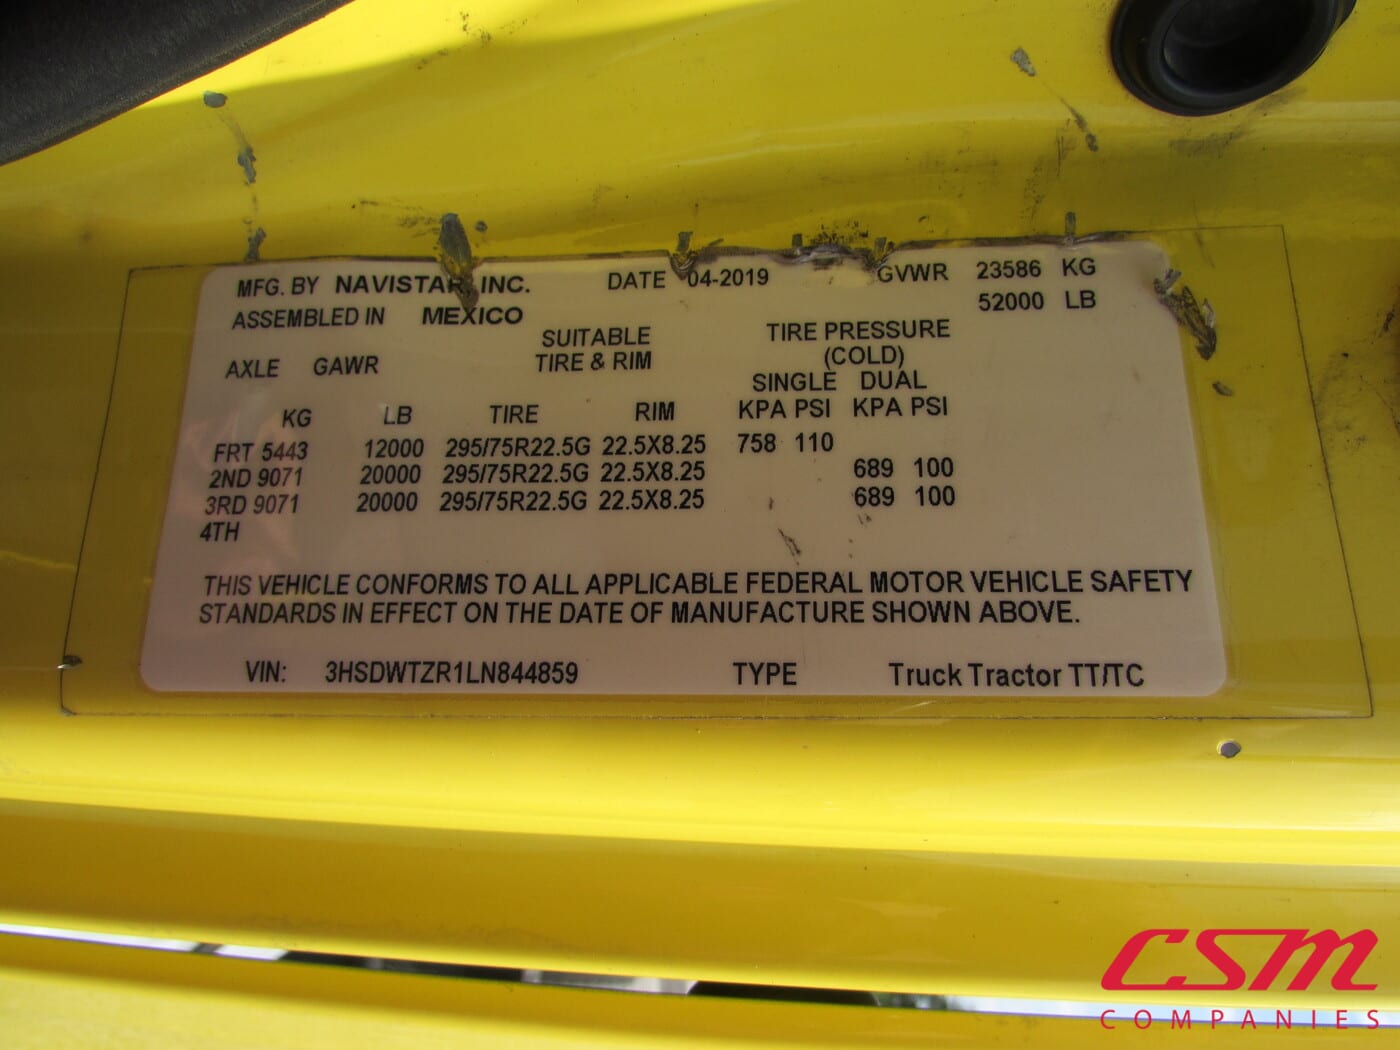 MFG. BY NAVISTAR, INC. DATE 04-2019 GVWR 23586 KG
52000 LB
ASSEMBLED IN MEXICO
SUITABLE TIRE PRESSURE
AXLE GAWR TIRE & RIM (COLD)
SINGLE DUAL
KG LB TIRE RIM KPA PSI KPA PSI
FRT 5443 12000 295/75R22.5G 22.5X8.25 758 110
2ND 9071 20000 295/75R22.5G 22.5X8.25 689 100
3RD 9071 20000 295/75R22.5G 22.5X8.25 689 100
4TH
THIS VEHICLE CONFORMS TO ALL APPLICABLE FEDERAL MOTOR VEHICLE SAFETY
STANDARDS IN EFFECT ON THE DATE OF MANUFACTURE SHOWN ABOVE.
VIN: 3HSDWTZR1LN844859 TYPE Truck Tractor TT/TC
CSM
COMPANIES